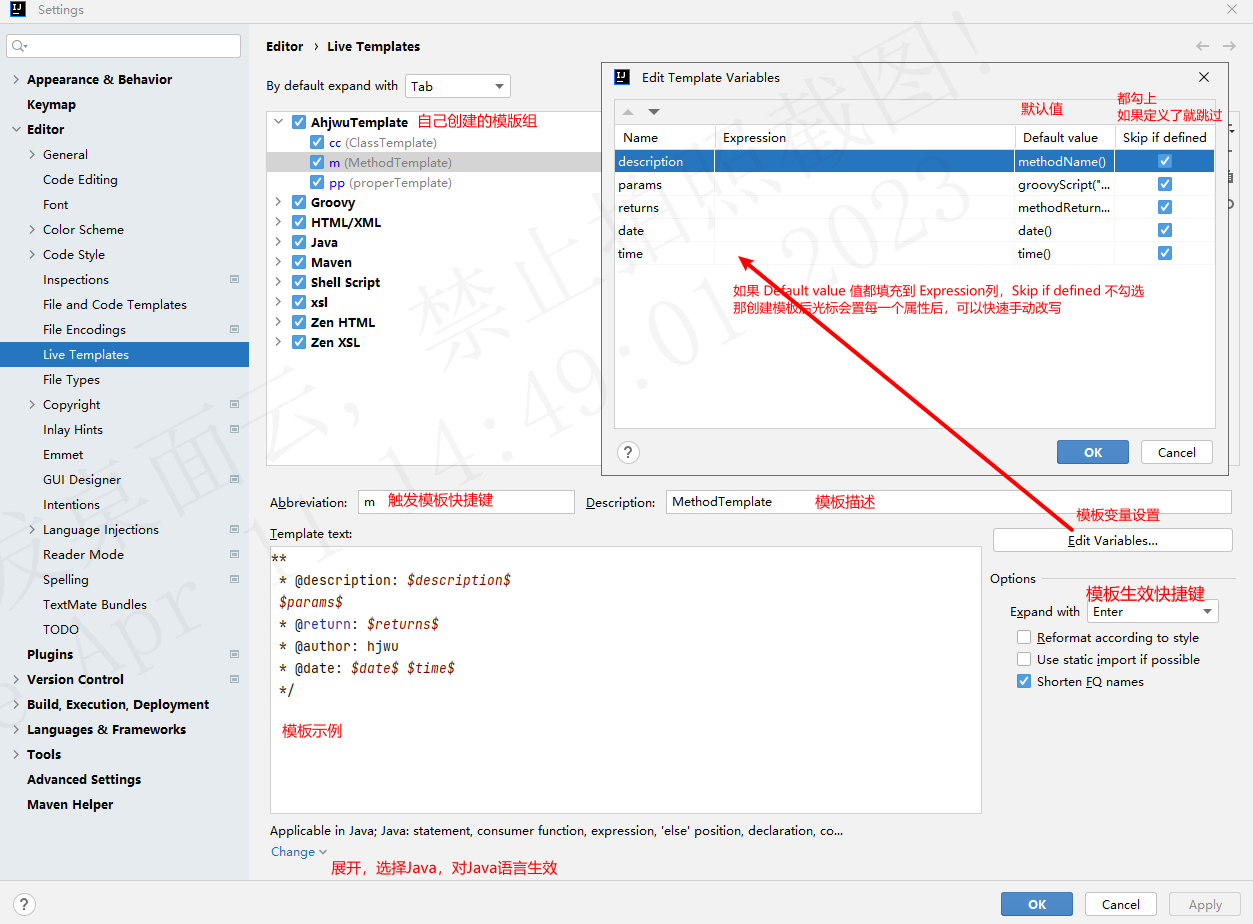 Settings
Editor › Live Templates
By default expand with Tab
Appearance & Behavior
Keymap
Editor
General
Code Editing
Font
Color Scheme
Code Style
Inspections
File and Code Templates
File Encodings
Live Templates
File Types
Copyright
Inlay Hints
Emmet
GUI Designer
Intentions
Language Injections
Reader Mode
Spelling
TextMate Bundles
TODO
Plugins
Version Control
Build, Execution, Deployment
Languages & Frameworks
Tools
Advanced Settings
Maven Helper
AhjwuTemplate 自己创建的模版组
cc (ClassTemplate)
m (MethodTemplate)
pp (properTemplate)
Groovy
HTML/XML
Java
Maven
Shell Script
xsl
Zen HTML
Zen XSL
Edit Template Variables
默认值
都勾上
如果定义了就跳过
Name Expression Default value Skip if defined
description methodName()
params groovyScript("...
returns methodReturn...
date date()
time time()
如果 Default value 值都填充到 Expression列，Skip if defined 不勾选
那创建模板后光标会置每一个属性后，可以快速手动改写
? OK Cancel
Abbreviation: m 触发模板快捷键 Description: MethodTemplate 模板描述
Template text:
**
* @description: $description$
$params$
* @return: $returns$
* @author: hjwu
* @date: $date$ $time$
*/
模板示例
模板变量设置
Edit Variables...
Options
模板生效快捷键
Expand with Enter
Reformat according to style
Use static import if possible
Shorten FQ names
Applicable in Java; Java: statement, consumer function, expression, 'else' position, declaration, co...
Change
展开，选择Java，对Java语言生效
? OK Cancel Apply
桌面云，禁止拍照截图！
Apr 11 14:49:01 2023